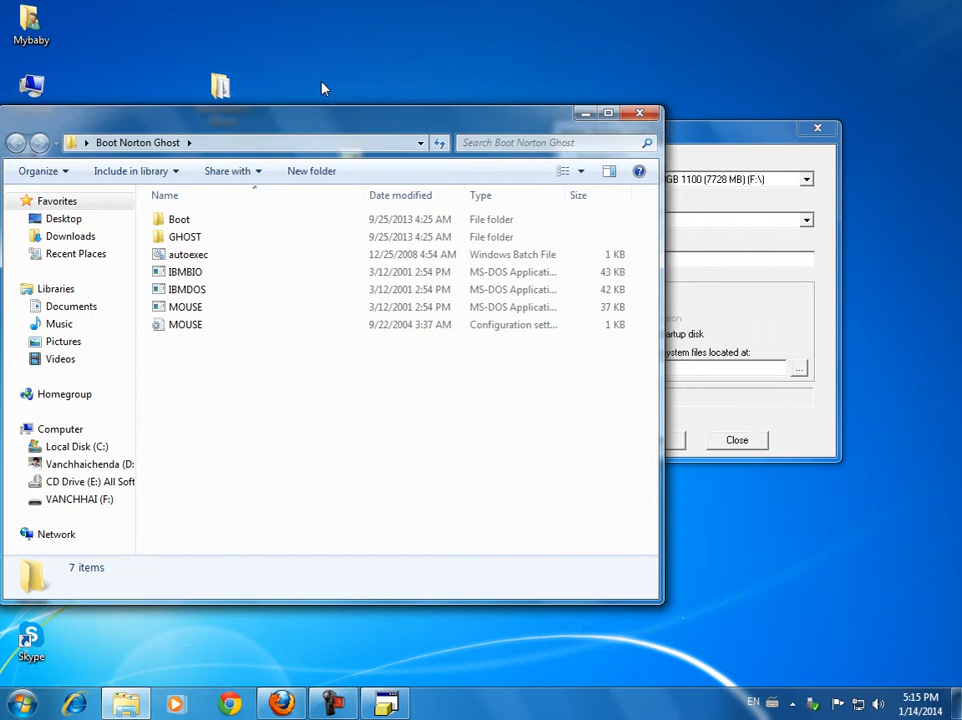 Mybaby
Boot Norton Ghost
Search Boot Norton Ghost
GB 1100 (7728 MB) (F:\)
Organize
Include in library
Share with
New folder
Name
Date modified
Type
Size
Favorites
Desktop
Downloads
Recent Places
Libraries
Documents
Music
Pictures
Videos
Homegroup
Computer
Local Disk (C:)
Vanchhaichenda (D:
CD Drive (E:) All Soft
VANCHHAI (F:)
Network
Boot 9/25/2013 4:25 AM File folder
GHOST 9/25/2013 4:25 AM File folder
autoexec 12/25/2008 4:54 AM Windows Batch File 1 KB
IBMBIO 3/12/2001 2:54 PM MS-DOS Applicati... 43 KB
IBMDOS 3/12/2001 2:54 PM MS-DOS Applicati... 42 KB
MOUSE 3/12/2001 2:54 PM MS-DOS Applicati... 37 KB
MOUSE 9/22/2004 3:37 AM Configuration sett... 1 KB
artup disk
ystem files located at:
...
Close
7 items
Skype
EN
5:15 PM
1/14/2014